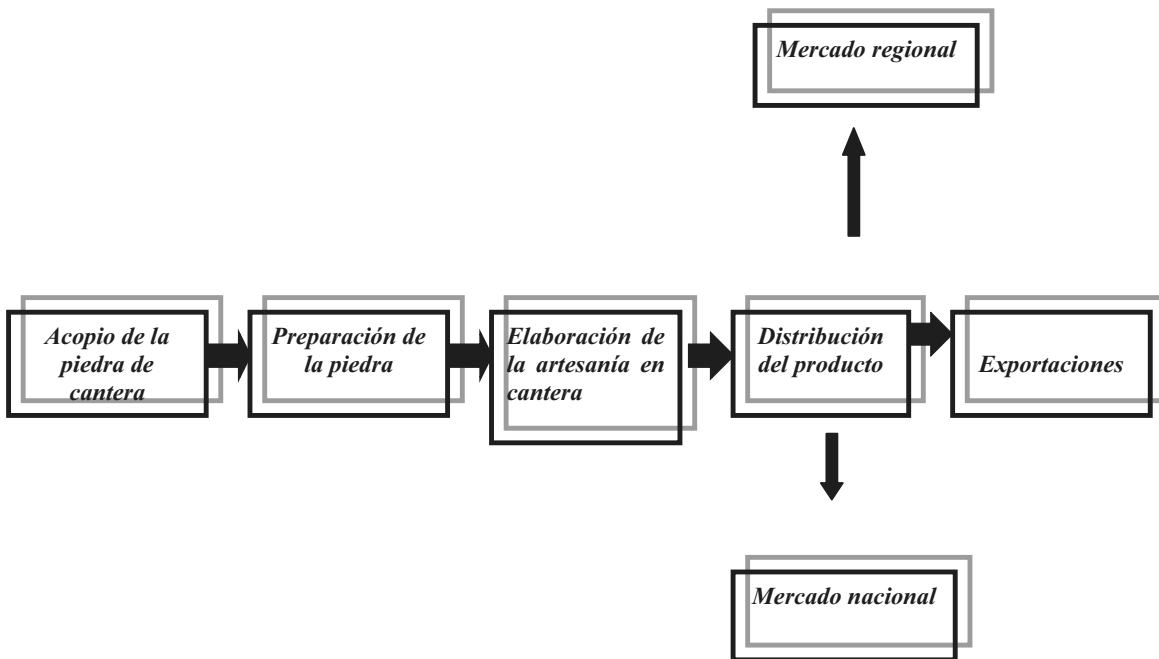 Mercado regional
Acopio de la
piedra de
cantera
Preparación de
la piedra
Elaboración de
la artesanía en
cantera
Distribución
del producto
Exportaciones
Mercado nacional